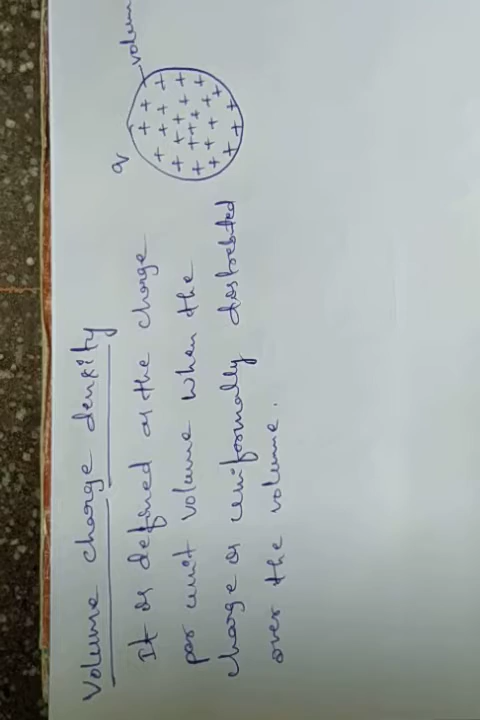 Volume charge density
It is defined as the charge
per unit volume when the
charge is uniformally distrebuted
over the volume.
q
volum